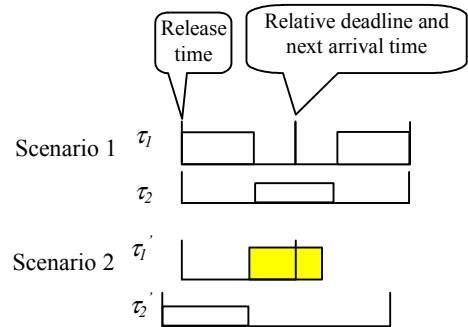 Release
time
Relative deadline and
next arrival time
Scenario 1
τ1
τ2
Scenario 2
τ1'
τ2'